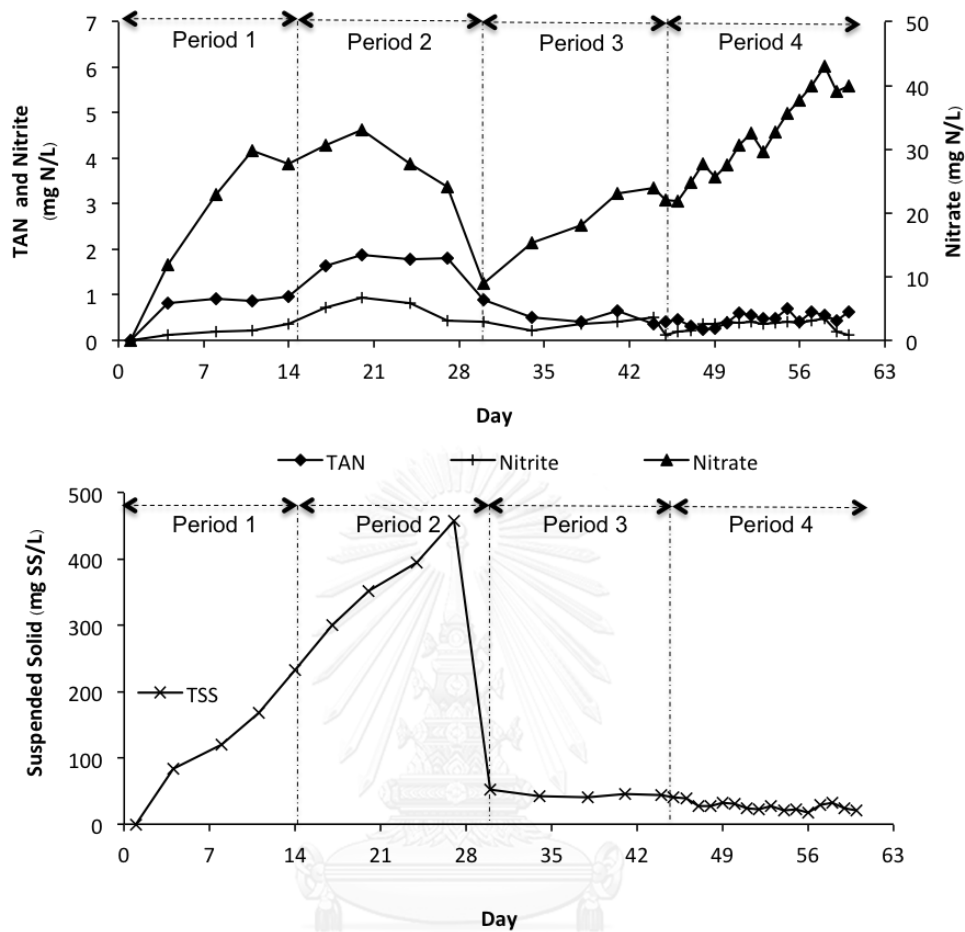 Period 1 Period 2 Period 3 Period 4
7
6
5
4
3
2
1
0
50
40
30
20
10
0
TAN and Nitrite
(mg N/L)
Nitrate (mg N/L)
0 7 14 21 28 35 42 49 56 63
Day
TAN Nitrite Nitrate
500
400
300
200
100
0
Period 1 Period 2 Period 3 Period 4
Suspended Solid (mg SS/L)
TSS
0 7 14 21 28 35 42 49 56 63
Day